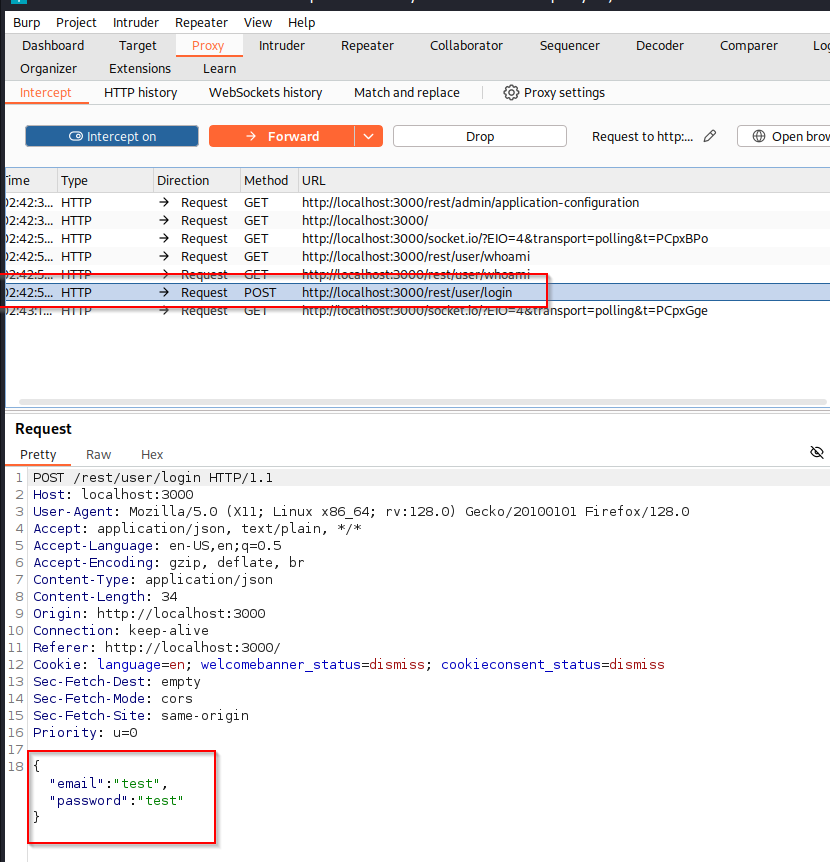 Burp Project Intruder Repeater View Help
Dashboard Target Proxy Intruder Repeater Collaborator Sequencer Decoder Comparer
Organizer Extensions Learn
Intercept HTTP history WebSockets history Match and replace Proxy settings
Intercept on Forward Drop Request to http:... Open
Time Type Direction Method URL
02:42:3... HTTP Request GET http://localhost:3000/rest/admin/application-configuration
02:42:3... HTTP Request GET http://localhost:3000/
02:42:5... HTTP Request GET http://localhost:3000/socket.io/?EIO=4&transport=polling&t=PCpxBPo
02:42:5... HTTP Request GET http://localhost:3000/rest/user/whoami
02:42:5... HTTP Request GET http://localhost:3000/rest/user/whoami
02:42:5... HTTP Request POST http://localhost:3000/rest/user/login
02:43:1... HTTP Request GET http://localhost:3000/socket.io/?EIO=4&transport=polling&t=PCpxGge
Request
Pretty Raw Hex
1 POST /rest/user/login HTTP/1.1
2 Host: localhost:3000
3 User-Agent: Mozilla/5.0 (X11; Linux x86_64; rv:128.0) Gecko/20100101 Firefox/128.0
4 Accept: application/json, text/plain, */*
5 Accept-Language: en-US,en;q=0.5
6 Accept-Encoding: gzip, deflate, br
7 Content-Type: application/json
8 Content-Length: 34
9 Origin: http://localhost:3000
10 Connection: keep-alive
11 Referer: http://localhost:3000/
12 Cookie: language=en; welcomebanner_status=dismiss; cookieconsent_status=dismiss
13 Sec-Fetch-Dest: empty
14 Sec-Fetch-Mode: cors
15 Sec-Fetch-Site: same-origin
16 Priority: u=0
17
18 {
"email":"test",
"password":"test"
}